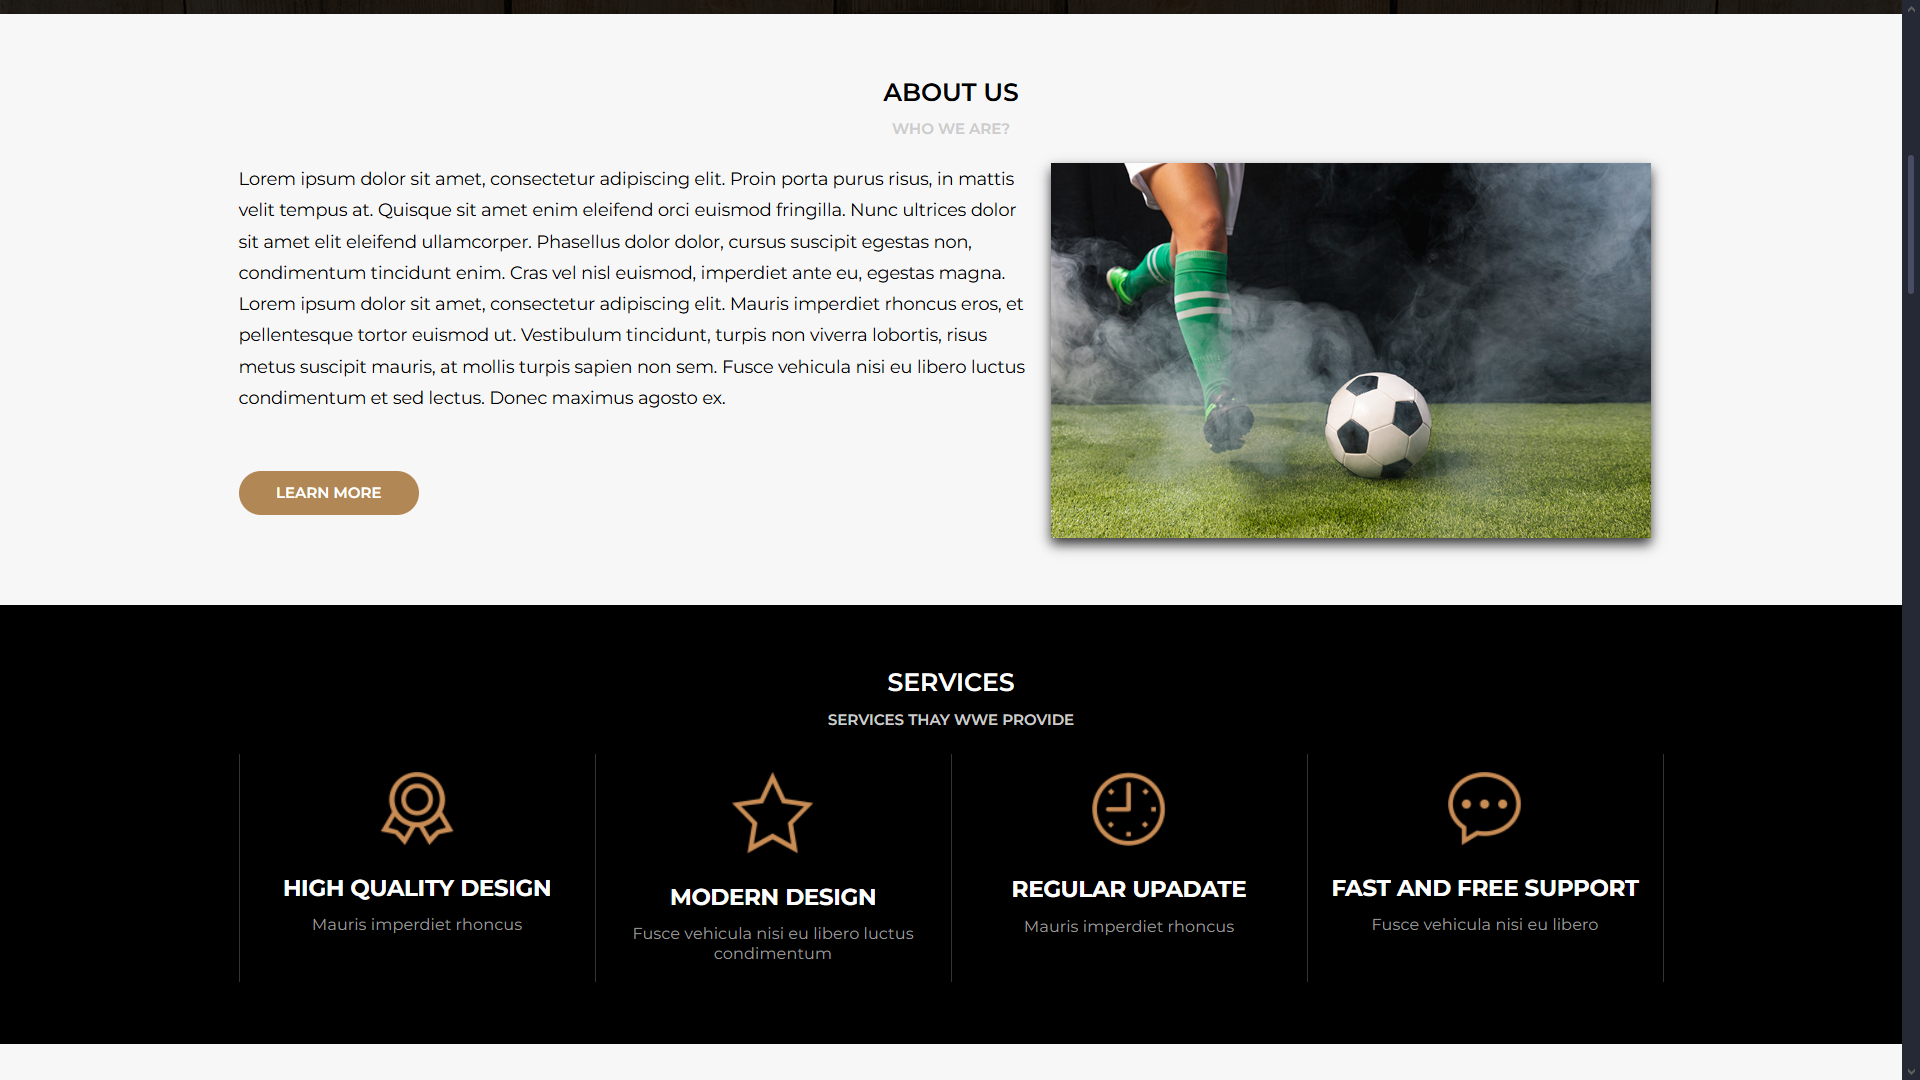 ABOUT US
WHO WE ARE?
Lorem ipsum dolor sit amet, consectetur adipiscing elit. Proin porta purus risus, in mattis
velit tempus at. Quisque sit amet enim eleifend orci euismod fringilla. Nunc ultrices dolor
sit amet elit eleifend ullamcorper. Phasellus dolor dolor, cursus suscipit egestas non,
condimentum tincidunt enim. Cras vel nisl euismod, imperdiet ante eu, egestas magna.
Lorem ipsum dolor sit amet, consectetur adipiscing elit. Mauris imperdiet rhoncus eros, et
pellentesque tortor euismod ut. Vestibulum tincidunt, turpis non viverra lobortis, risus
metus suscipit mauris, at mollis turpis sapien non sem. Fusce vehicula nisi eu libero luctus
condimentum et sed lectus. Donec maximus agosto ex.
LEARN MORE
SERVICES
SERVICES THAY WWE PROVIDE
HIGH QUALITY DESIGN
Mauris imperdiet rhoncus
MODERN DESIGN
Fusce vehicula nisi eu libero luctus
condimentum
REGULAR UPADATE
Mauris imperdiet rhoncus
FAST AND FREE SUPPORT
Fusce vehicula nisi eu libero